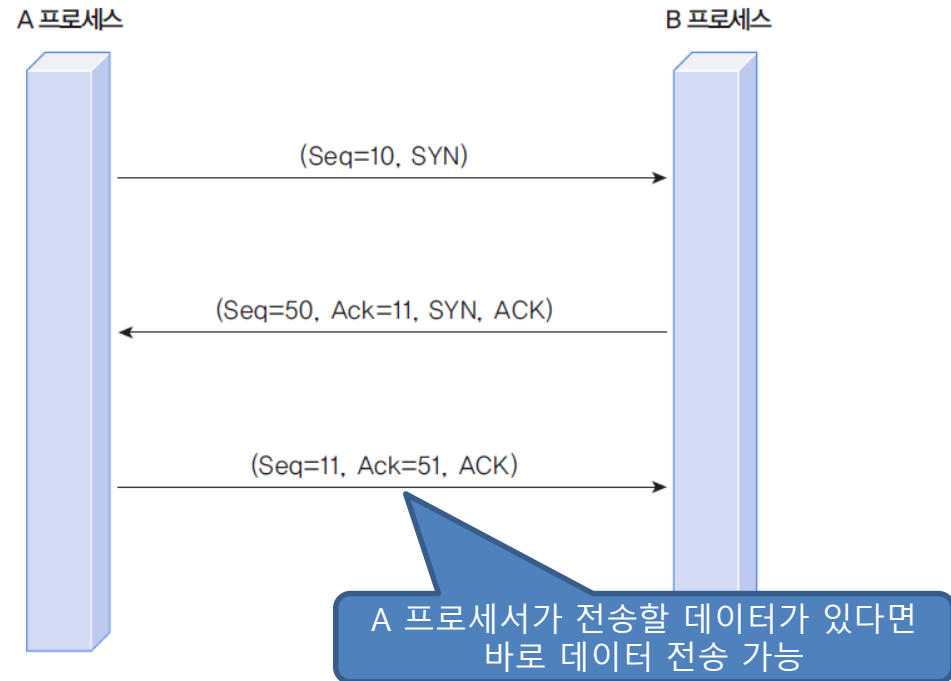 A 프로세스
B 프로세스
(Seq=10, SYN)
(Seq=50, Ack=11, SYN, ACK)
(Seq=11, Ack=51, ACK)
A 프로세서가 전송할 데이터가 있다면
바로 데이터 전송 가능